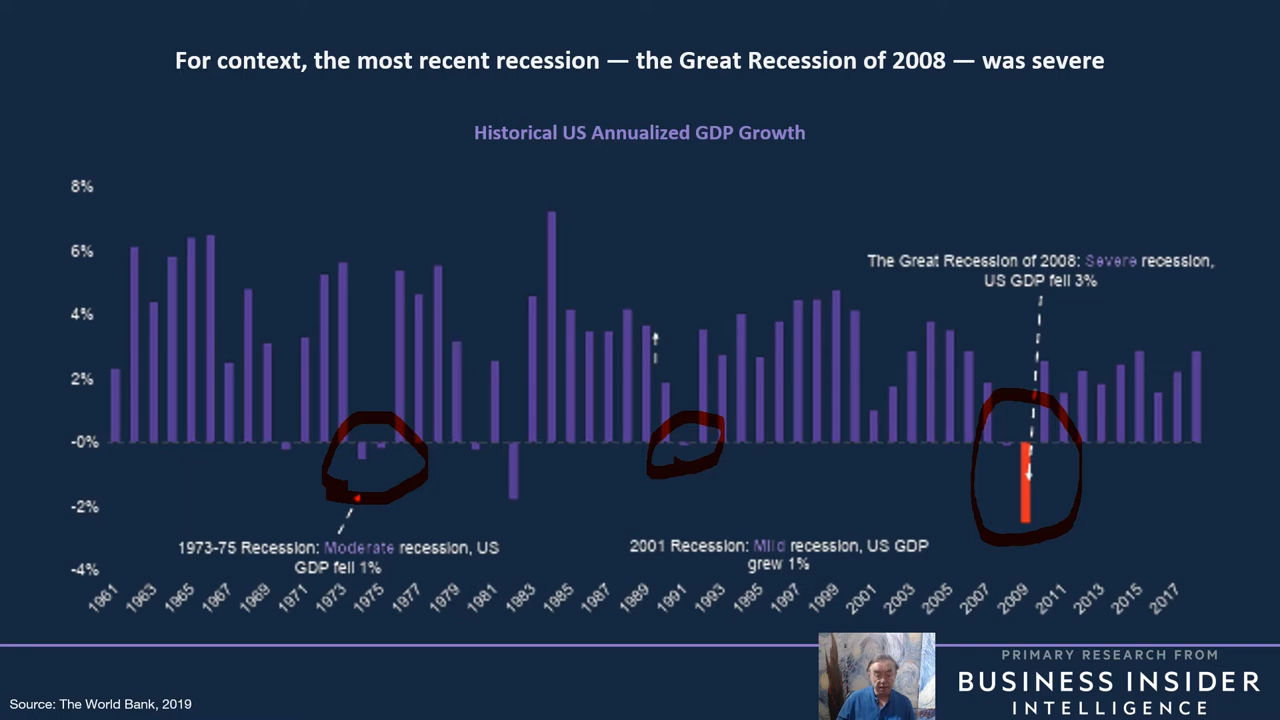 For context, the most recent recession — the Great Recession of 2008 — was severe
Historical US Annualized GDP Growth
8%
6%
The Great Recession of 2008: Severe recession,
US GDP fell 3%
4%
2%
-0%
-2%
1973-75 Recession: Moderate recession, US
GDP fell 1%
2001 Recession: Mild recession, US GDP
grew 1%
-4%
1961 1963 1965 1967 1969 1971 1973 1975 1977 1979 1981 1983 1985 1987 1989 1991 1993 1995 1997 1999 2001 2003 2005 2007 2009 2011 2013 2015 2017
PRIMARY RESEARCH FROM
BUSINESS INSIDER
INTELLIGENCE
Source: The World Bank, 2019